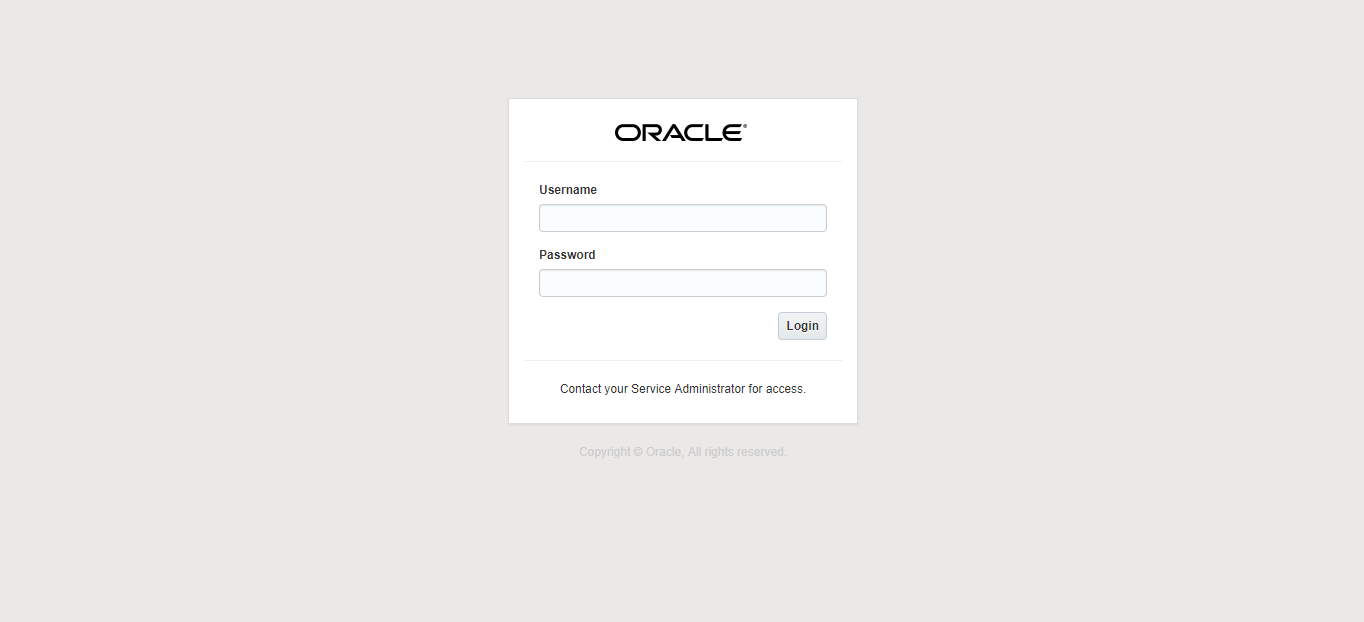 ORACLE®
Username
Password
Login
Contact your Service Administrator for access.
Copyright © Oracle, All rights reserved.